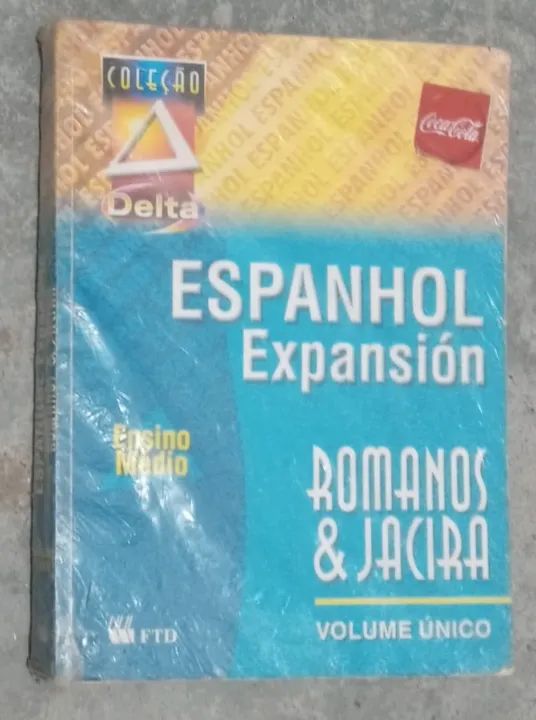 COLEÇÃO
Delta
Coca-Cola
ESPANHOL
Expansión
Ensino
Médio
ROMANOS
& JACIRA
VOLUME ÚNICO
FTD